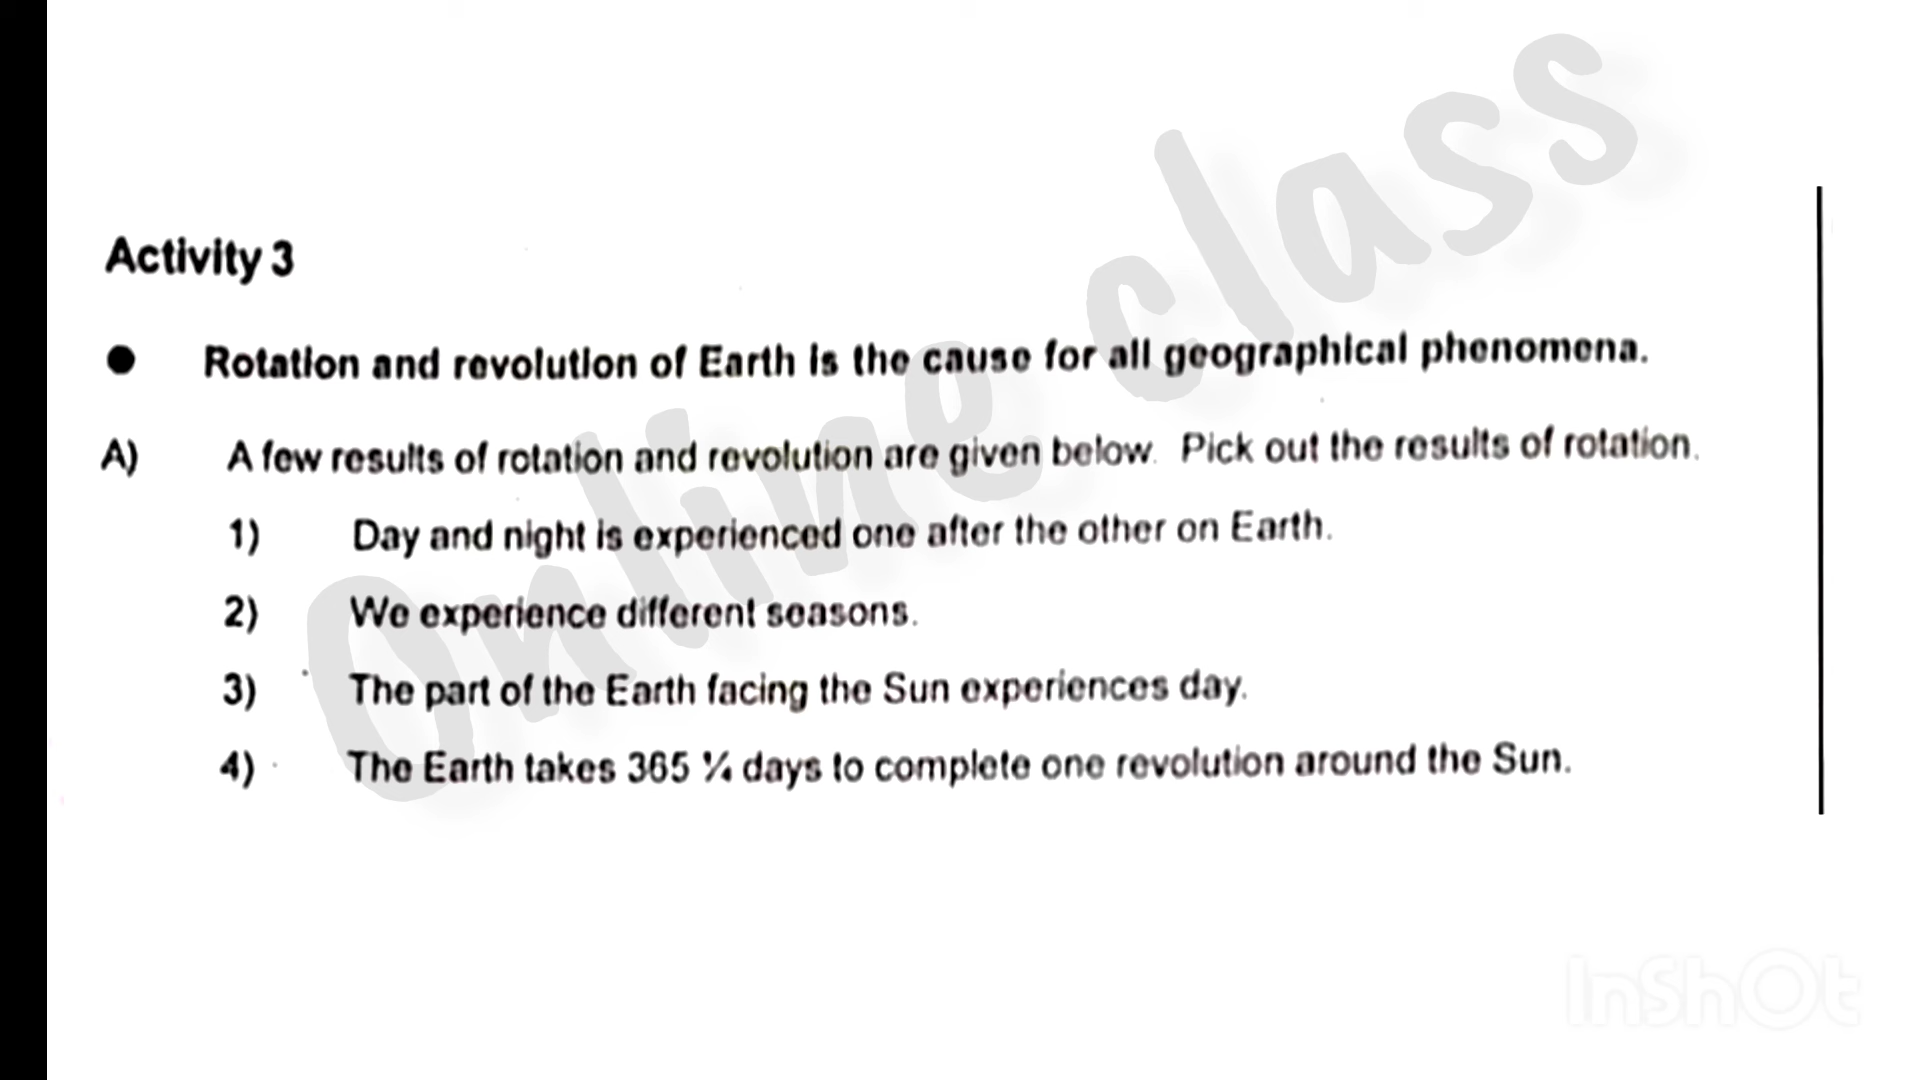 Online class
Activity 3
● Rotation and revolution of Earth is the cause for all geographical phenomena.
A) A few results of rotation and revolution are given below. Pick out the results of rotation.
1) Day and night is experienced one after the other on Earth.
2) We experience different seasons.
3) The part of the Earth facing the Sun experiences day.
4) The Earth takes 365 ¼ days to complete one revolution around the Sun.
InShOt